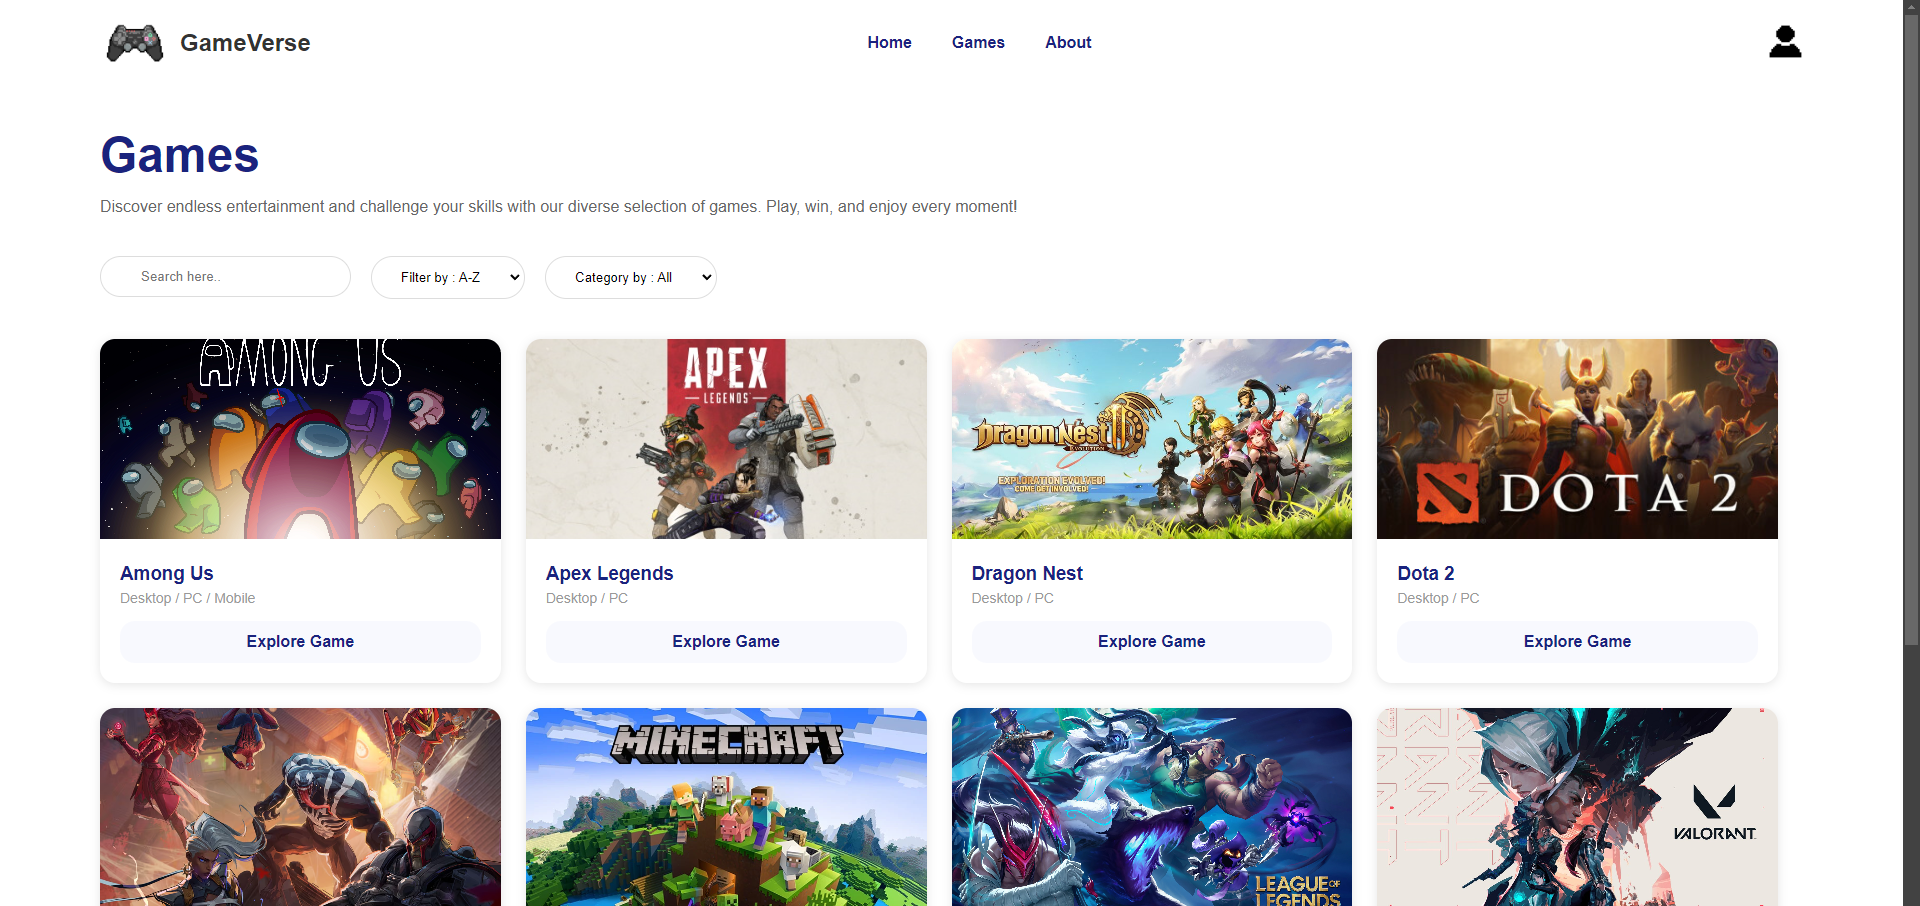 GameVerse
Home
Games
About
Games
Discover endless entertainment and challenge your skills with our diverse selection of games. Play, win, and enjoy every moment!
Search here..
Filter by : A-Z
Category by : All
AMONG US
APEX
LEGENDS
DragonNest II
EVOLUTION
EXPLORATION EVOLVED!
COME GET INVOLVED!
DOTA 2
Among Us
Desktop / PC / Mobile
Explore Game
Apex Legends
Desktop / PC
Explore Game
Dragon Nest
Desktop / PC
Explore Game
Dota 2
Desktop / PC
Explore Game
MINECRAFT
LEAGUE OF
LEGENDS
VALORANT